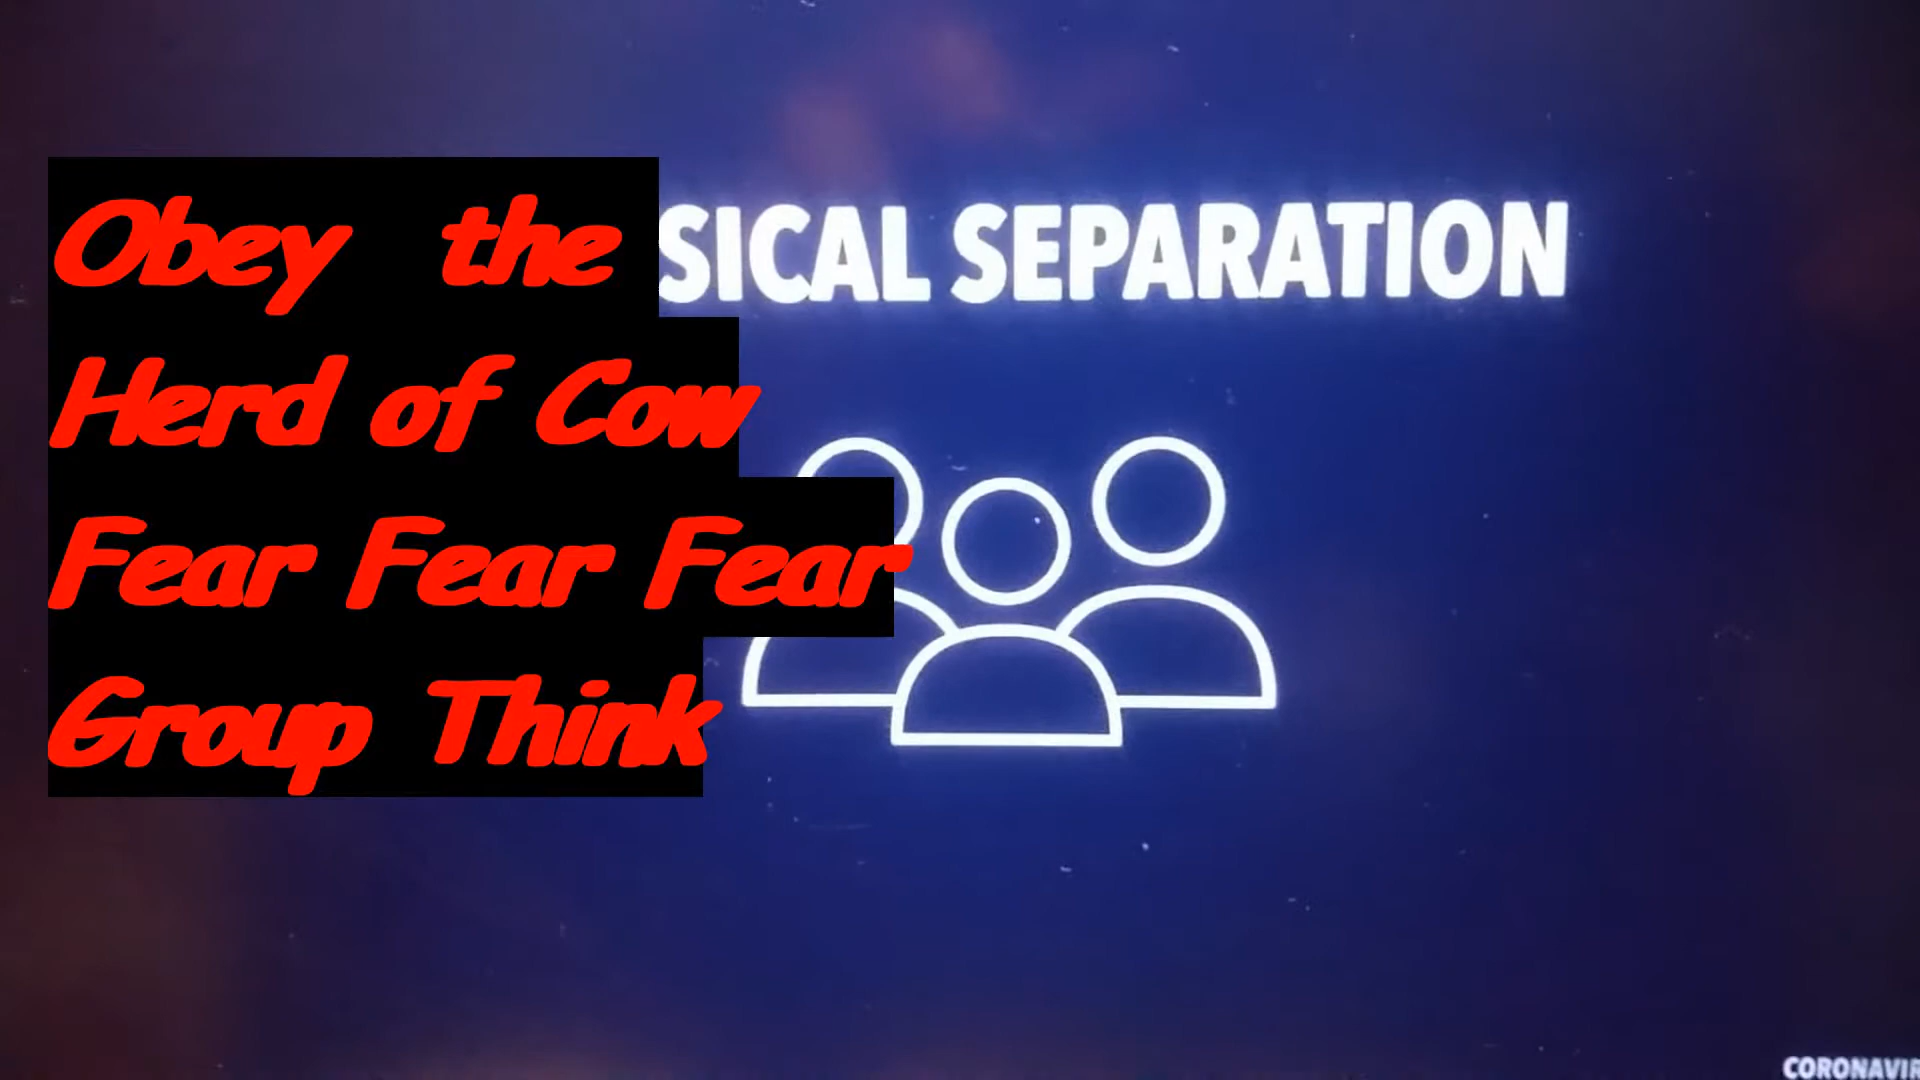 Obey the
SICAL SEPARATION
Herd of Cow
Fear Fear Fear
Group Think
CORONAVIR